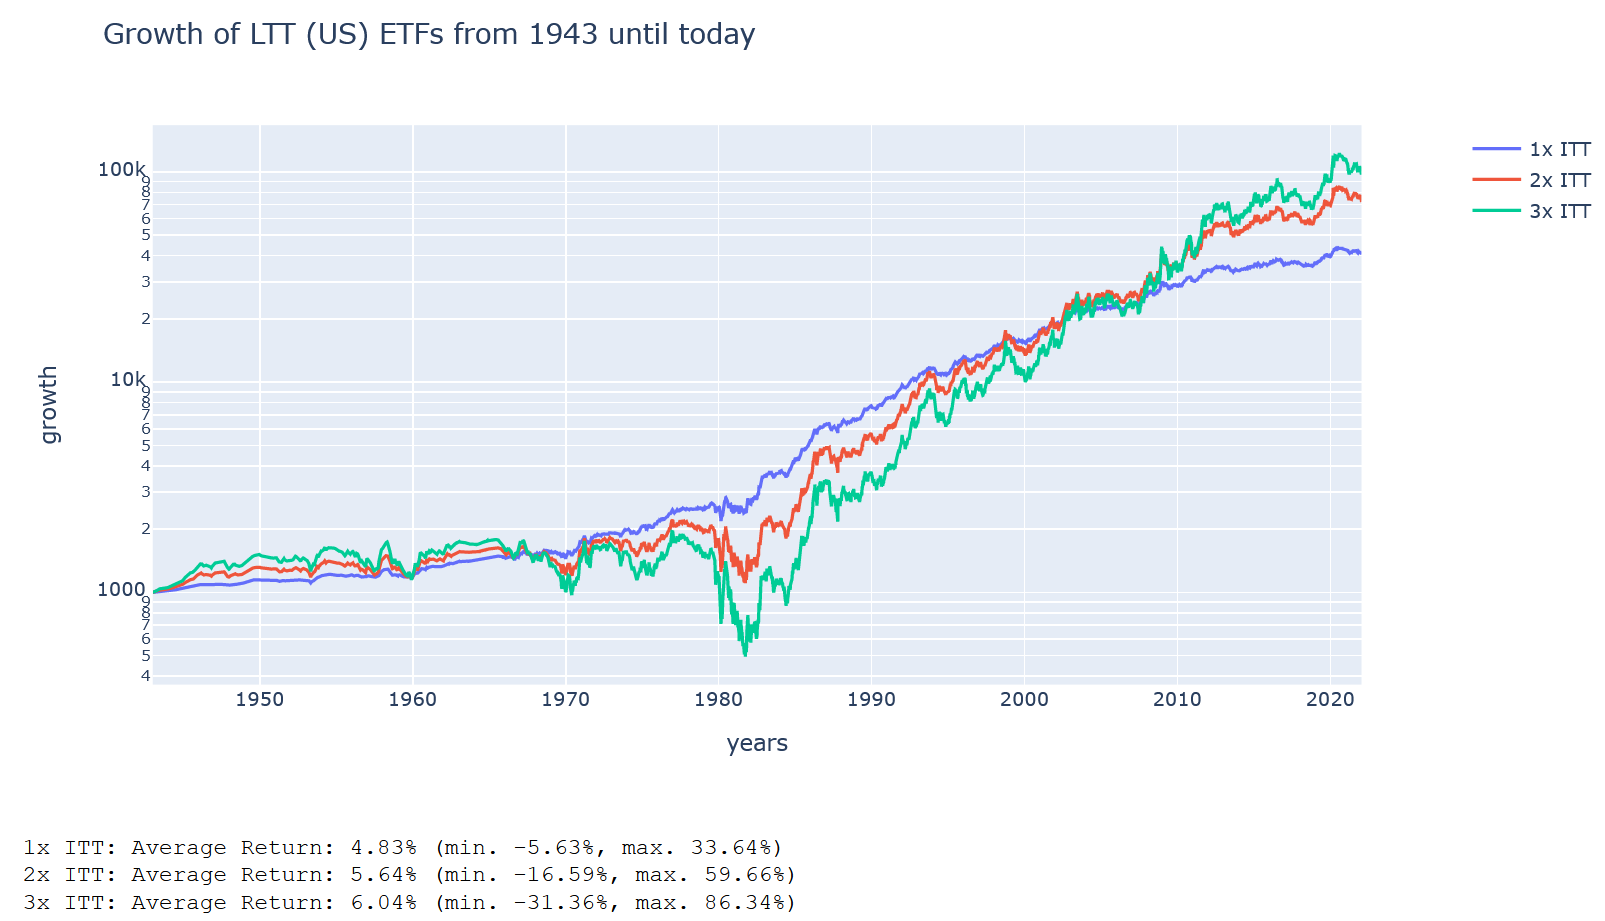 Growth of LTT (US) ETFs from 1943 until today
1x ITT
2x ITT
3x ITT
growth
100k
9
8
7
6
5
4
3
2
10k
9
8
7
6
5
4
3
2
1000
9
8
7
6
5
4
1950 1960 1970 1980 1990 2000 2010 2020
years
1x ITT: Average Return: 4.83% (min. -5.63%, max. 33.64%)
2x ITT: Average Return: 5.64% (min. -16.59%, max. 59.66%)
3x ITT: Average Return: 6.04% (min. -31.36%, max. 86.34%)